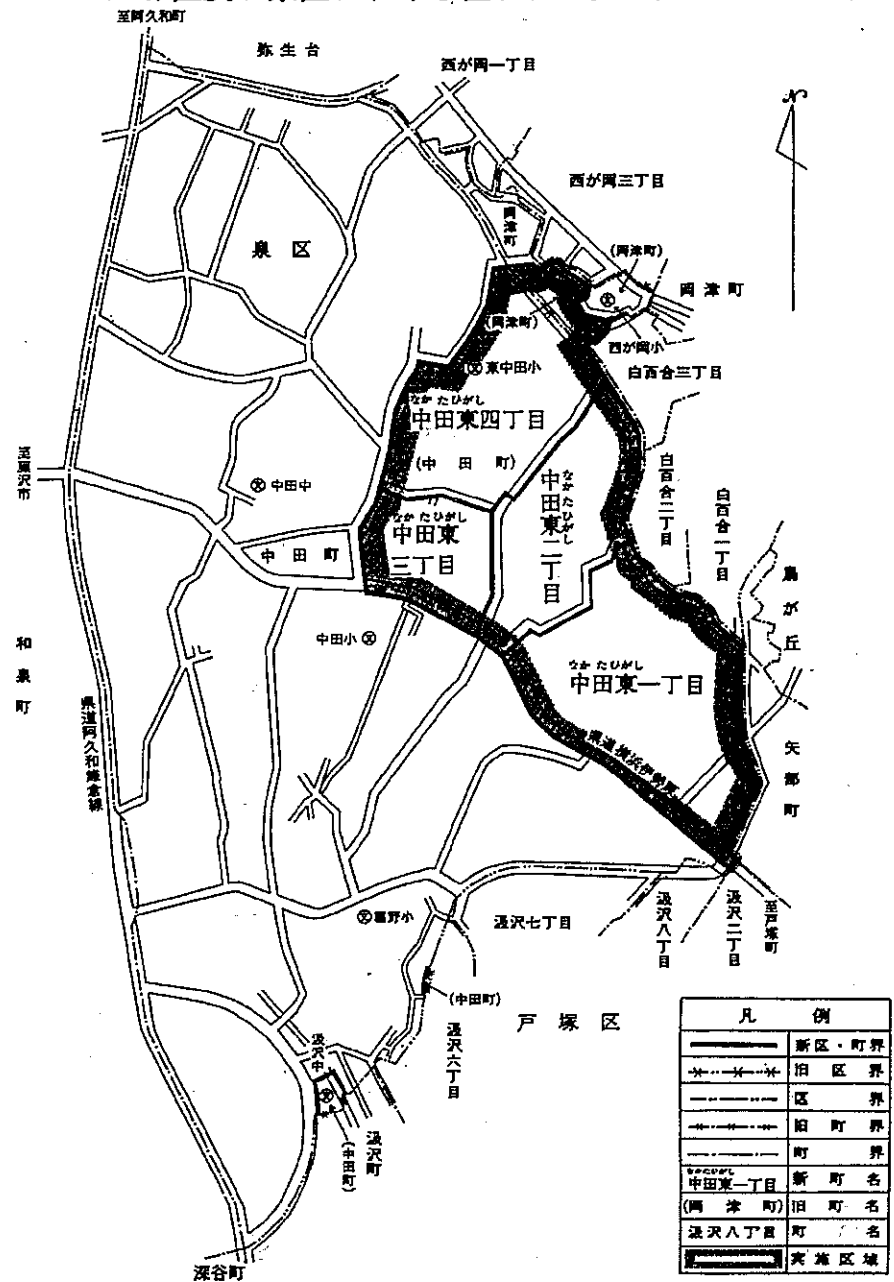 至阿久和町
弥生台
西が岡一丁目
西が岡三丁目
岡津町
(岡津町)
岡津町
泉区
(岡津町)
西が岡小
白百合三丁目
東中田小
なかたひがし
中田東四丁目
(中田町)
白百合二丁目
白百合一丁目
至藤沢市
中田中
なかたひがし
中田東二丁目
なかたひがし
中田東
三丁目
中田町
鳥が丘
中田小
和泉町
なかたひがし
中田東一丁目
県道阿久和鎌倉線
県道横浜伊勢原
矢部町
葛野小
汲沢七丁目
汲沢八丁目
汲沢二丁目
至戸塚町
(中田町)
戸塚区
汲沢六丁目
汲沢中
汲沢町
(中田町)
深谷町
凡例
新区・町界
旧区界
区界
旧町界
町界
なかたひがし
中田東一丁目 新町名
(岡津町) 旧町名
汲沢八丁目 町名
実施区域